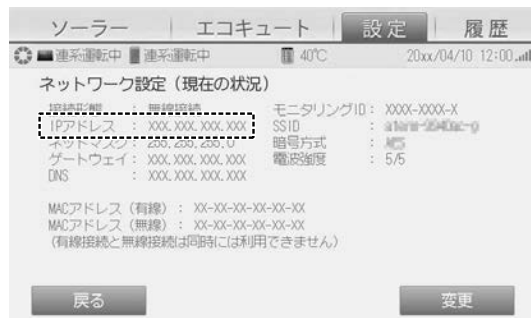 ソーラー エコキュート 設定 履歴
連系運転中 連系運転中 40℃ 20xx/04/10 12:00
ネットワーク設定（現在の状況）
接続形態 ： 無線接続 モニタリングID： XXXX-XXXX-X
IPアドレス ： XXX.XXX.XXX.XXX SSID ：
ネットマスク： 255.255.255.0 暗号方式 ： AES
ゲートウェイ： XXX.XXX.XXX.XXX 電波強度 ： 5/5
DNS ： XXX.XXX.XXX.XXX
MACアドレス（有線）： XX-XX-XX-XX-XX-XX
MACアドレス（無線）： XX-XX-XX-XX-XX-XX
（有線接続と無線接続は同時には利用できません）
戻る 変更